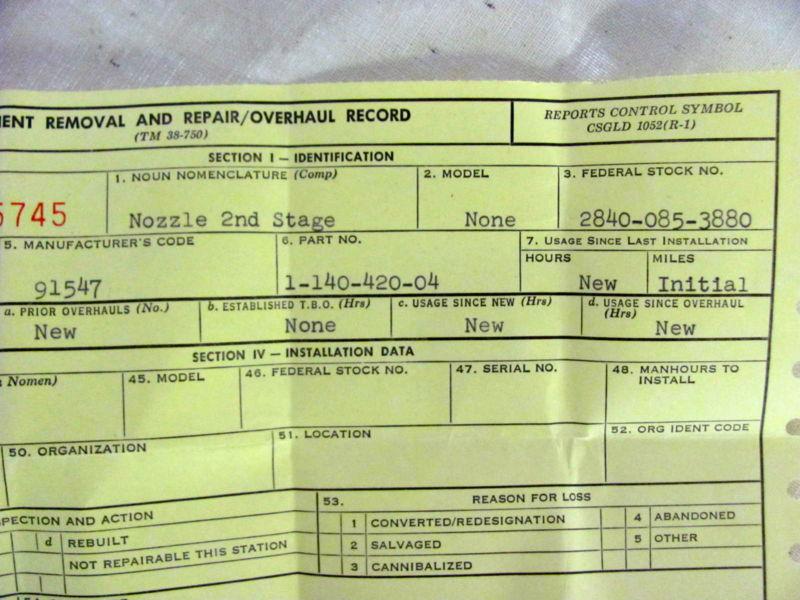 ENT REMOVAL AND REPAIR/OVERHAUL RECORD
(TM 38-750)
REPORTS CONTROL SYMBOL
CSGLD 1052(R-1)
SECTION I — IDENTIFICATION
5745
1. NOUN NOMENCLATURE (Comp)
Nozzle 2nd Stage
2. MODEL
None
3. FEDERAL STOCK NO.
2840-085-3880
5. MANUFACTURER'S CODE
91547
6. PART NO.
1-140-420-04
7. USAGE SINCE LAST INSTALLATION
HOURS
New
MILES
Initial
a. PRIOR OVERHAULS (No.)
New
b. ESTABLISHED T.B.O. (Hrs)
None
c. USAGE SINCE NEW (Hrs)
New
d. USAGE SINCE OVERHAUL
(Hrs)
New
SECTION IV — INSTALLATION DATA
Nomen)
45. MODEL
46. FEDERAL STOCK NO.
47. SERIAL NO.
48. MANHOURS TO
INSTALL
50. ORGANIZATION
51. LOCATION
52. ORG IDENT CODE
PECTION AND ACTION
d REBUILT
NOT REPAIRABLE THIS STATION
53. REASON FOR LOSS
1 CONVERTED/REDESIGNATION
4 ABANDONED
2 SALVAGED
5 OTHER
3 CANNIBALIZED